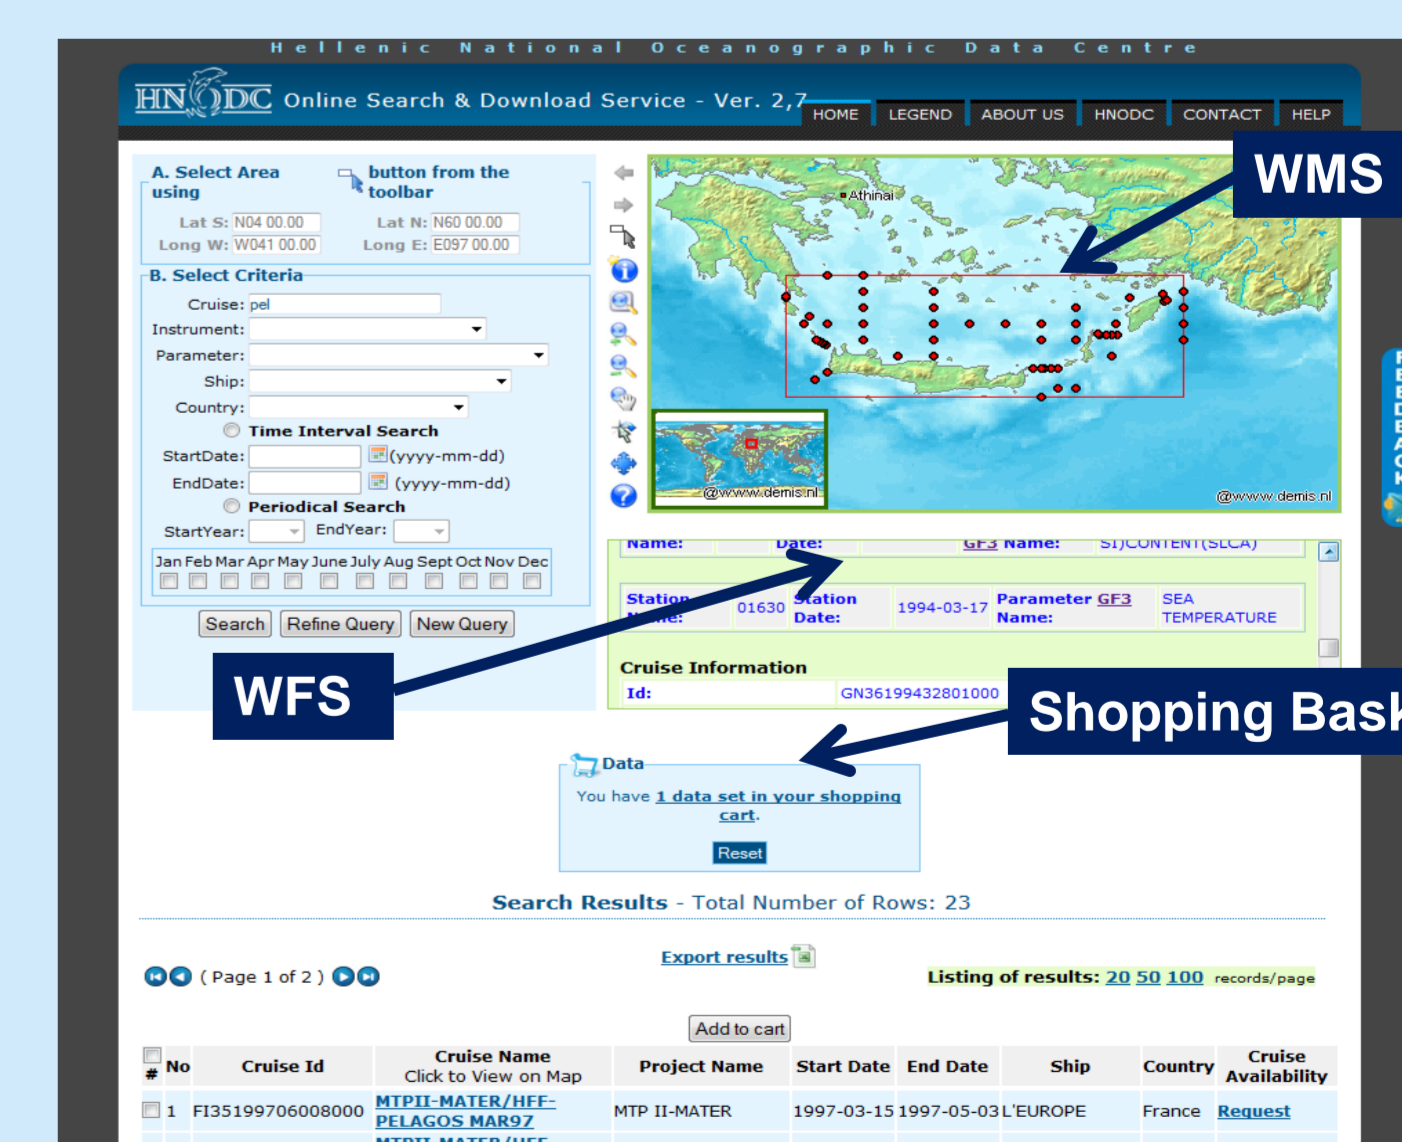 Hellenic National Oceanographic Data Centre
HNODC Online Search & Download Service - Ver. 2,7
HOME LEGEND ABOUT US HNODC CONTACT HELP
A. Select Area using button from the toolbar
Lat S: N04 00.00 Lat N: N60 00.00
Long W: W041 00.00 Long E: E097 00.00
B. Select Criteria
Cruise: pel
Instrument:
Parameter:
Ship:
Country:
Time Interval Search
StartDate: (yyyy-mm-dd)
EndDate: (yyyy-mm-dd)
Periodical Search
StartYear: EndYear:
Jan Feb Mar Apr May June July Aug Sept Oct Nov Dec
Search Refine Query New Query
WMS
Athinai
@www.demis.nl
@www.demis.nl
FEEDBACK
Name: Date: GF3 Name: SI)CONTENT(SLCA)
Station Name: 01630 Station Date: 1994-03-17 Parameter GF3 Name: SEA TEMPERATURE
Cruise Information
Id: GN36199432801000
WFS
Shopping Bask
Data
You have 1 data set in your shopping
cart.
Reset
Search Results - Total Number of Rows: 23
Export results
( Page 1 of 2 )
Listing of results: 20 50 100 records/page
Add to cart
# No Cruise Id Cruise Name Click to View on Map Project Name Start Date End Date Ship Country Cruise Availability
1 FI35199706008000 MTPII-MATER/HFF-PELAGOS MAR97 MTP II-MATER 1997-03-15 1997-05-03 L'EUROPE France Request
MTPII-MATER/HFF-